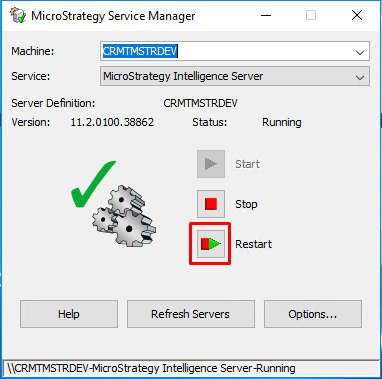 MicroStrategy Service Manager
Machine: CRMTMSTRDEV
Service: MicroStrategy Intelligence Server
Server Definition: CRMTMSTRDEV
Version: 11.2.0100.38862 Status: Running
Start
Stop
Restart
Help Refresh Servers Options...
\\CRMTMSTRDEV-MicroStrategy Intelligence Server-Running